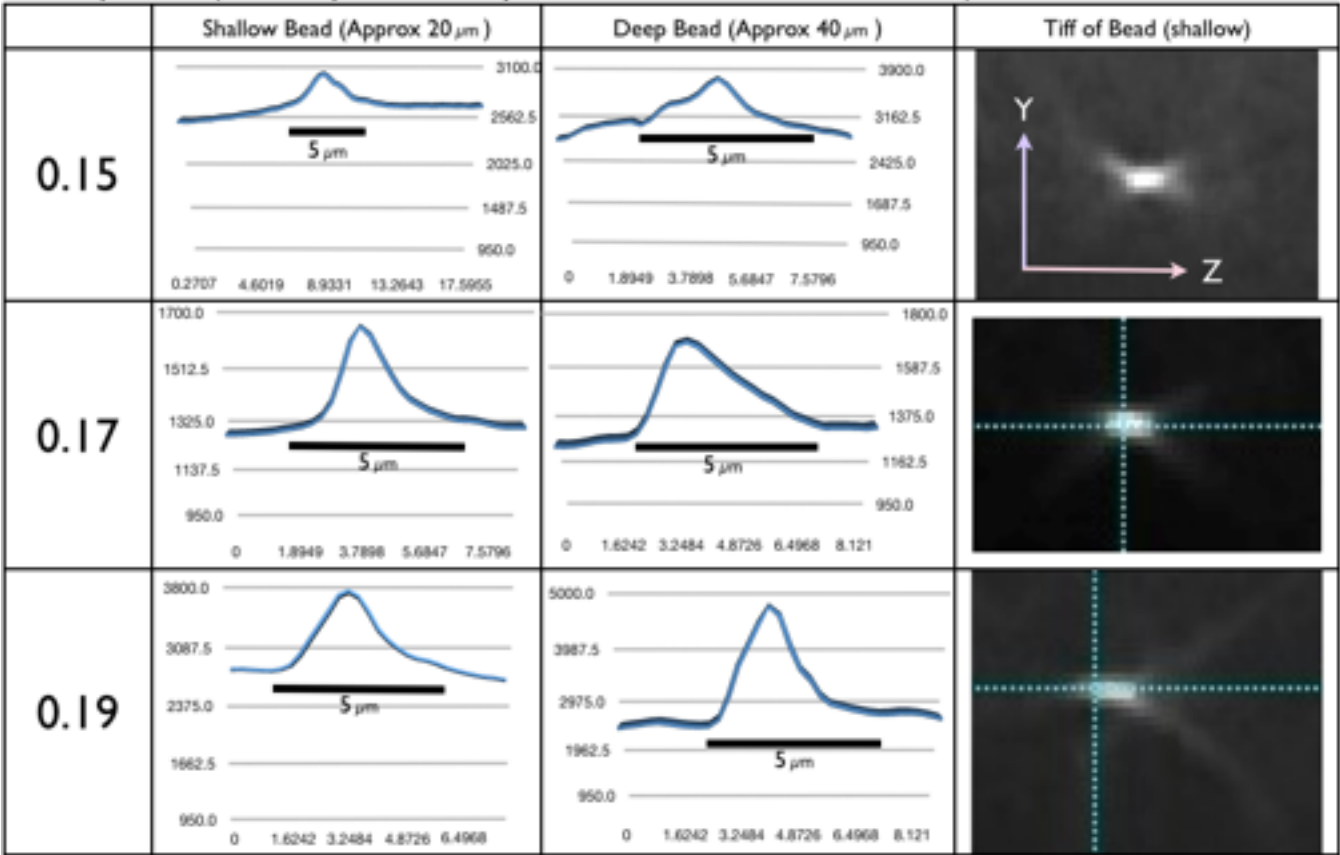 Shallow Bead (Approx 20 μm)
Deep Bead (Approx 40 μm)
Tiff of Bead (shallow)
0.15
3100.0
2562.5
2025.0
1487.5
950.0
5 μm
0.2707 4.6019 8.9331 13.2643 17.5955
3900.0
3162.5
2425.0
1687.5
950.0
5 μm
0 1.8949 3.7898 5.6847 7.5796
Y
Z
0.17
1700.0
1512.5
1325.0
1137.5
950.0
5 μm
0 1.8949 3.7898 5.6847 7.5796
1800.0
1587.5
1375.0
1162.5
950.0
5 μm
0 1.6242 3.2484 4.8726 6.4968 8.121
0.19
3800.0
3087.5
2375.0
1662.5
950.0
5 μm
0 1.6242 3.2484 4.8726 6.4968
5000.0
3987.5
2975.0
1962.5
950.0
5 μm
0 1.6242 3.2484 4.8726 6.4968 8.121